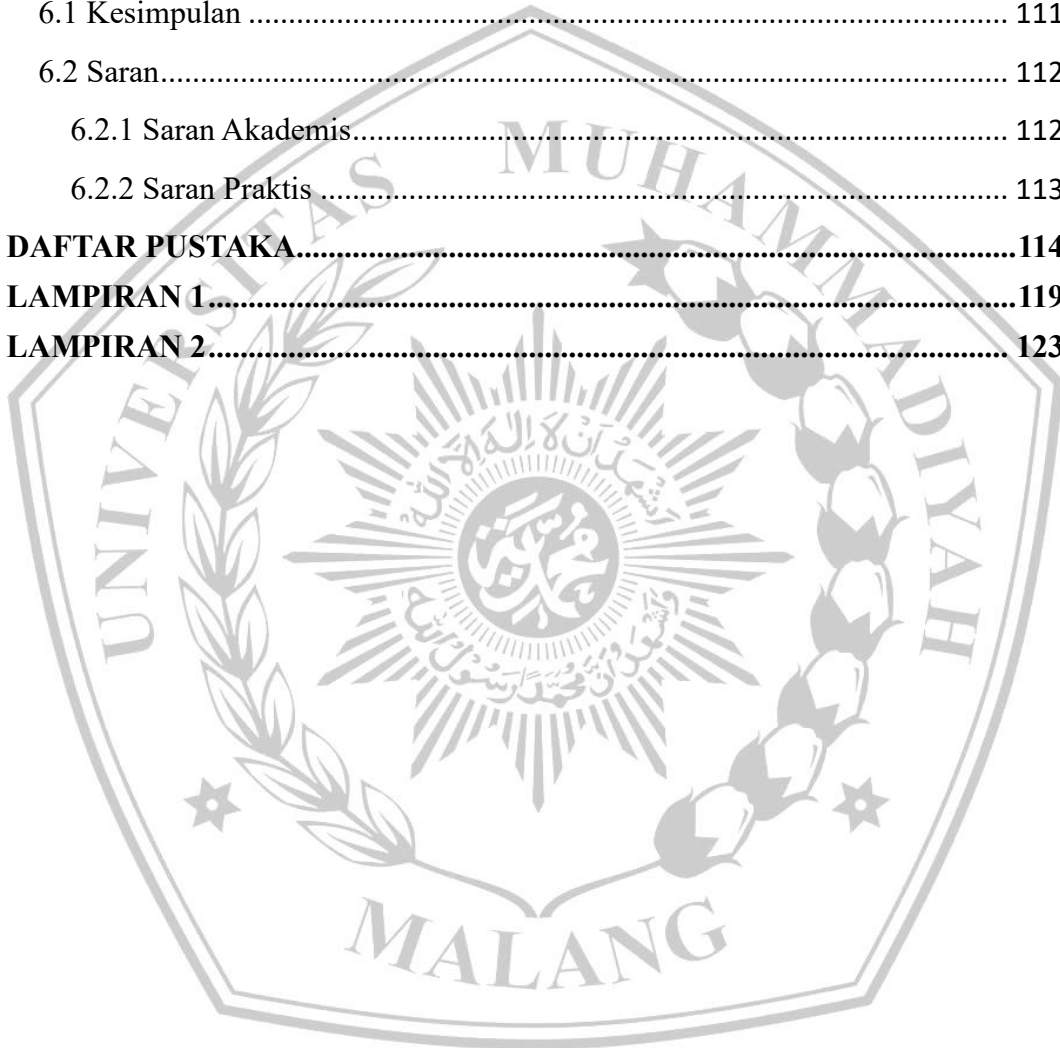 6.1 Kesimpulan ............................................................................................... 111
6.2 Saran.......................................................................................................... 112
6.2.1 Saran Akademis.................................................................................. 112
6.2.2 Saran Praktis ...................................................................................... 113
DAFTAR PUSTAKA..........................................................................................114
LAMPIRAN 1.....................................................................................................119
LAMPIRAN 2.................................................................................................... 123
UNIVERSITAS MUHAMMADIYAH
MALANG